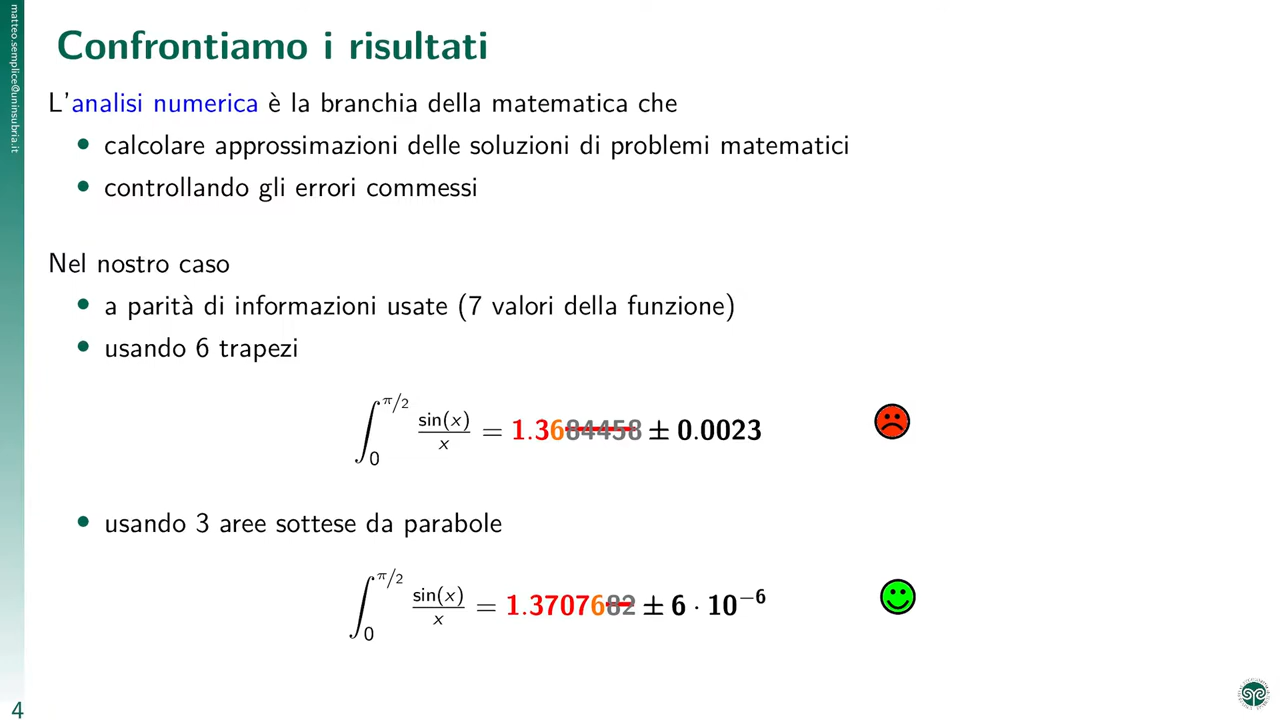 matteo.semplice@uninsubria.it
Confrontiamo i risultati
L'analisi numerica è la branchia della matematica che
• calcolare approssimazioni delle soluzioni di problemi matematici
• controllando gli errori commessi
Nel nostro caso
• a parità di informazioni usate (7 valori della funzione)
• usando 6 trapezi
∫₀^{π/2} sin(x)/x = 1.3684458 ± 0.0023
• usando 3 aree sottese da parabole
∫₀^{π/2} sin(x)/x = 1.3707682 ± 6 · 10⁻⁶
4